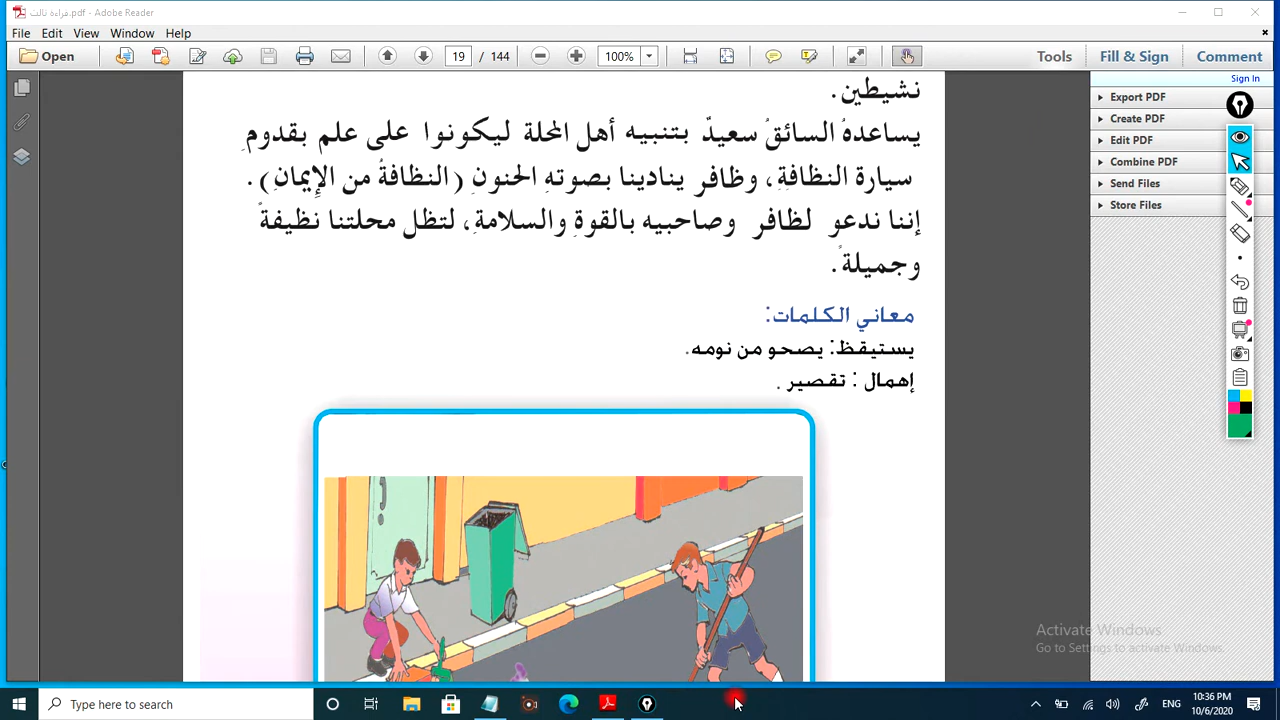 قراءة ثالث.pdf - Adobe Reader
File Edit View Window Help
Open 19 / 144 100% Tools Fill & Sign Comment
Sign In
Export PDF
Create PDF
Edit PDF
Combine PDF
Send Files
Store Files
نشيطين.
يساعدهُ السائقُ سعيدٌ بتنبيه أهل المحلة ليكونوا على علم بقدومِ
سيارة النظافةِ، وظافر ينادينا بصوتهِ الحنونِ (النظافةُ من الإيمانِ).
إننا ندعو لظافر وصاحبيه بالقوةِ والسلامةِ، لتظل محلتنا نظيفةً
وجميلةً.
معاني الكلمات:
يستيقظ: يصحو من نومه.
إهمال : تقصير .
Activate Windows
Go to Settings to activate Windows.
Type here to search
ENG
10:36 PM
10/6/2020